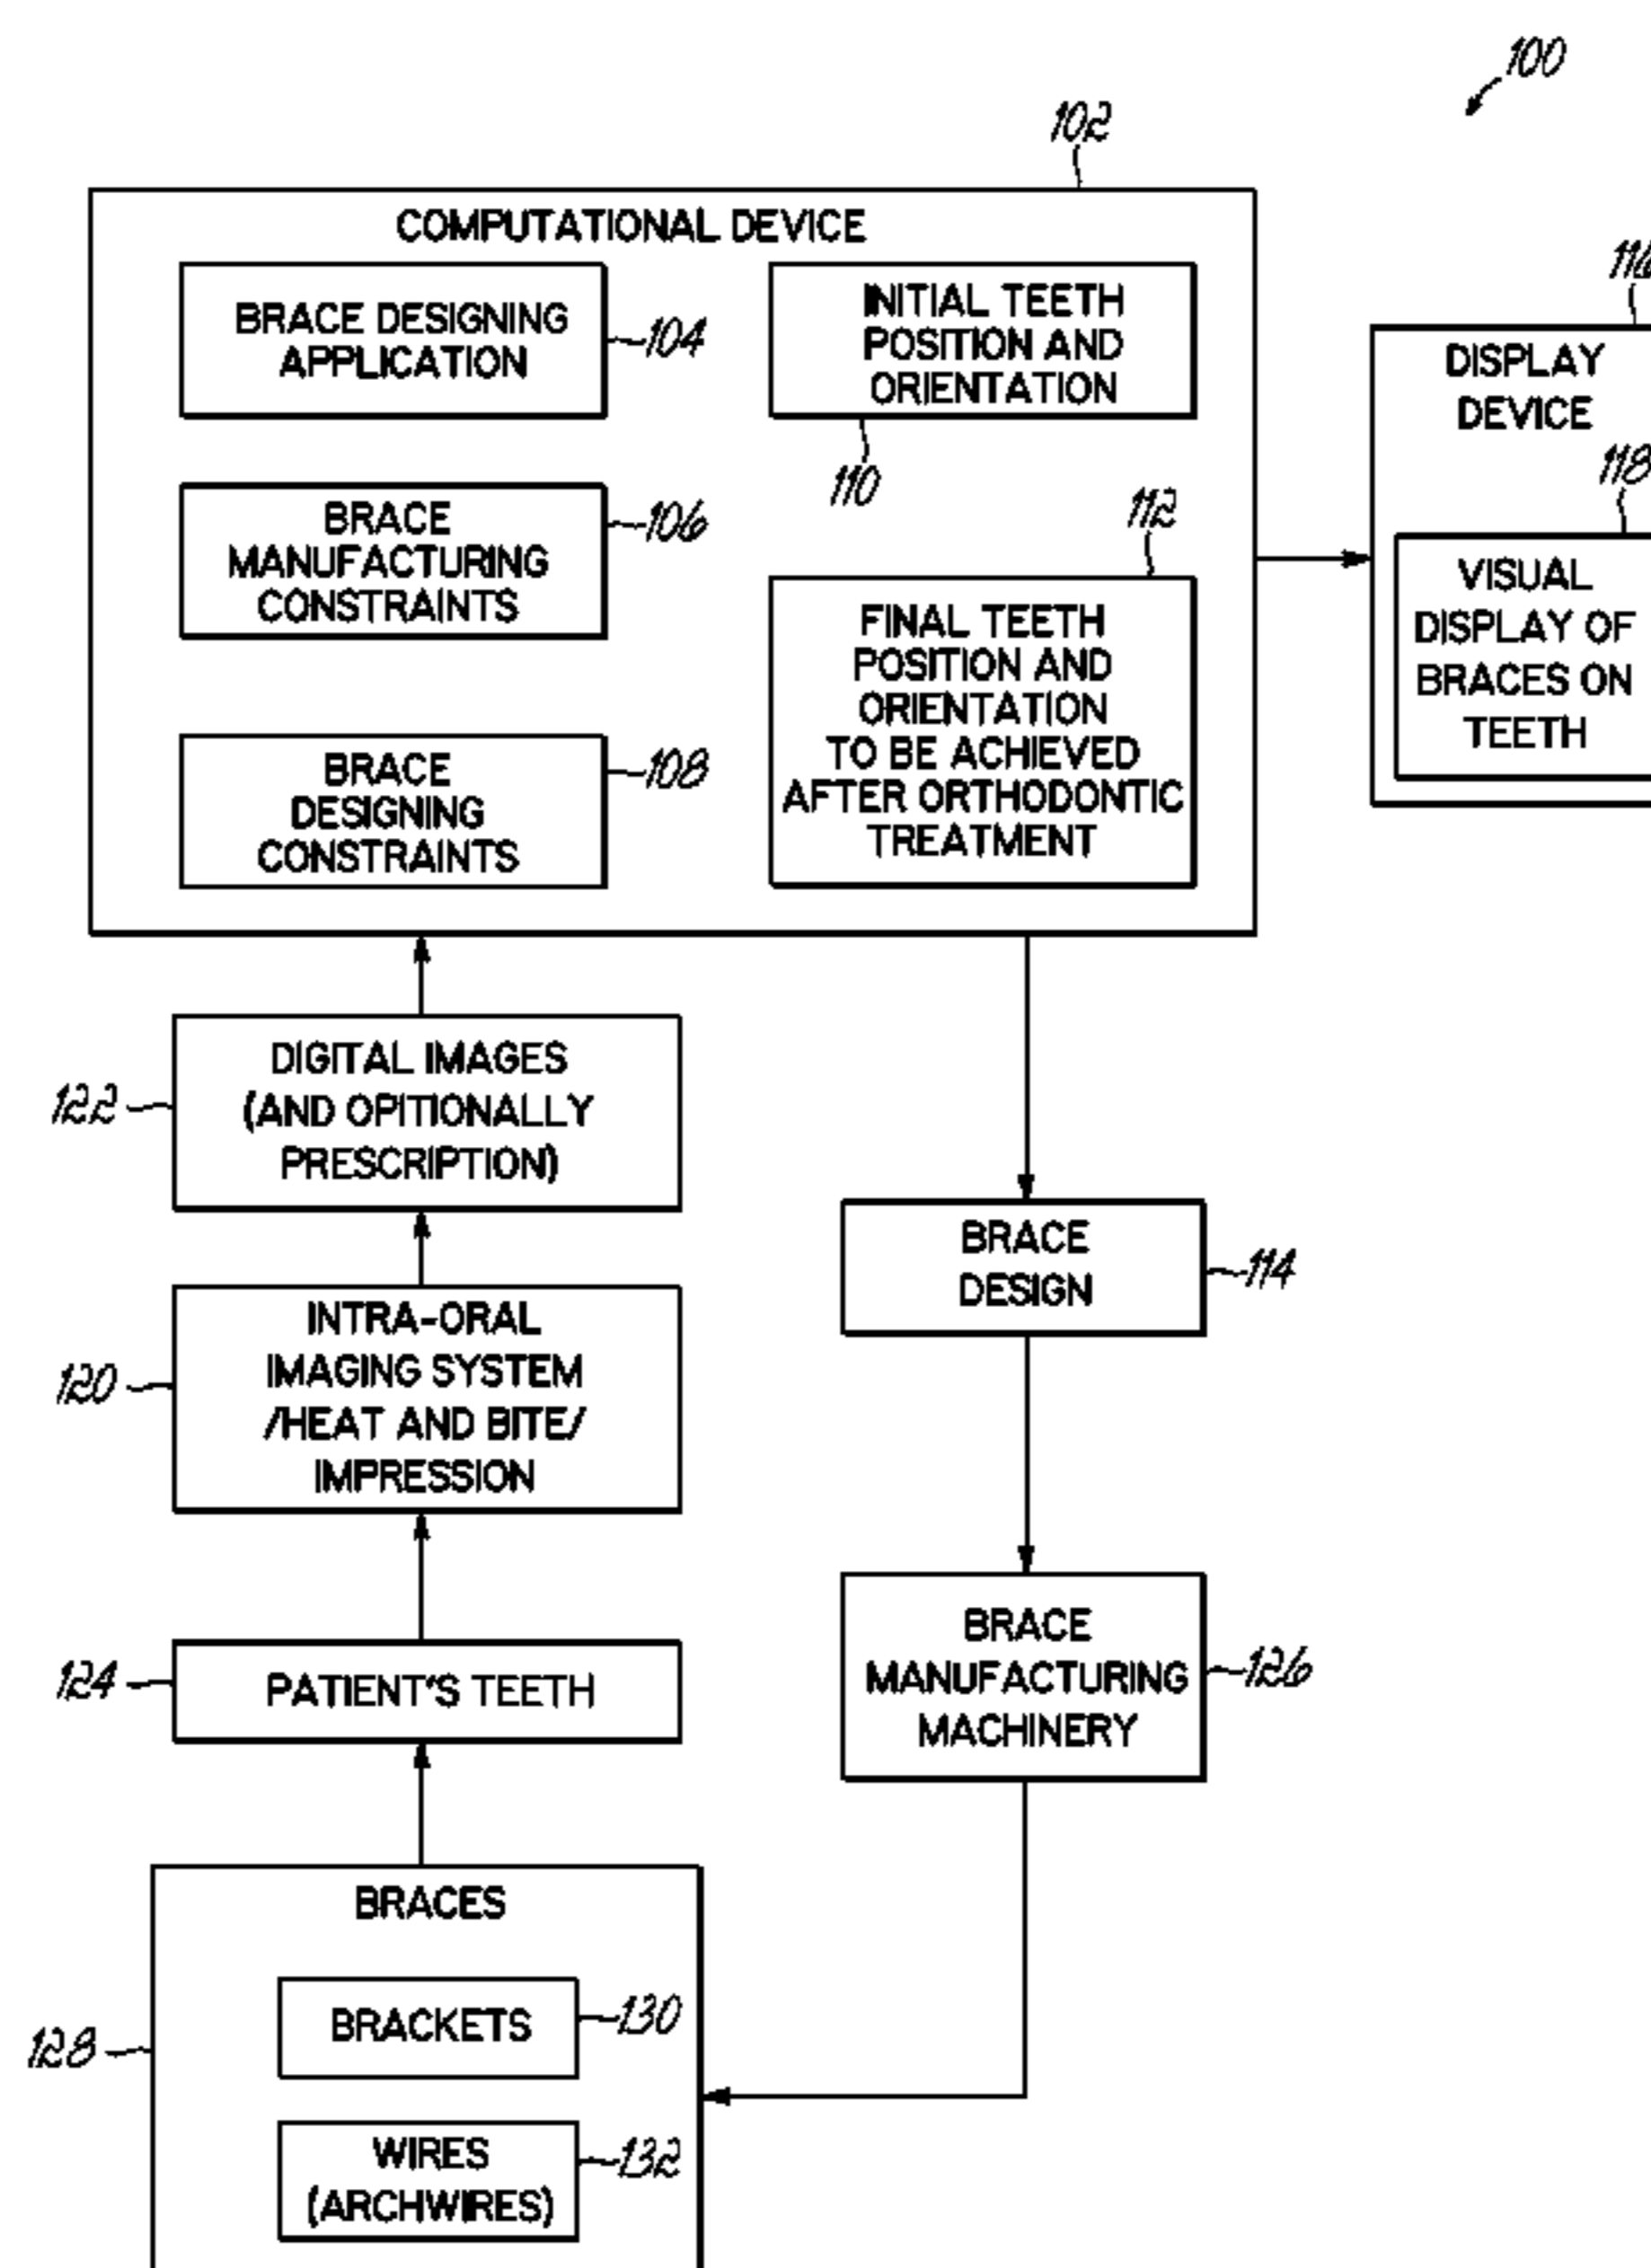 100
102
COMPUTATIONAL DEVICE
BRACE DESIGNING
APPLICATION
104
INITIAL TEETH
POSITION AND
ORIENTATION
110
BRACE
MANUFACTURING
CONSTRAINTS
106
112
FINAL TEETH
POSITION AND
ORIENTATION
TO BE ACHIEVED
AFTER ORTHODONTIC
TREATMENT
BRACE
DESIGNING
CONSTRAINTS
108
116
DISPLAY
DEVICE
118
VISUAL
DISPLAY OF
BRACES ON
TEETH
122
DIGITAL IMAGES
(AND OPITIONALLY
PRESCRIPTION)
120
INTRA-ORAL
IMAGING SYSTEM
/HEAT AND BITE/
IMPRESSION
124
PATIENT'S TEETH
BRACE
DESIGN
114
BRACE
MANUFACTURING
MACHINERY
126
128
BRACES
BRACKETS
130
WIRES
(ARCHWIRES)
132